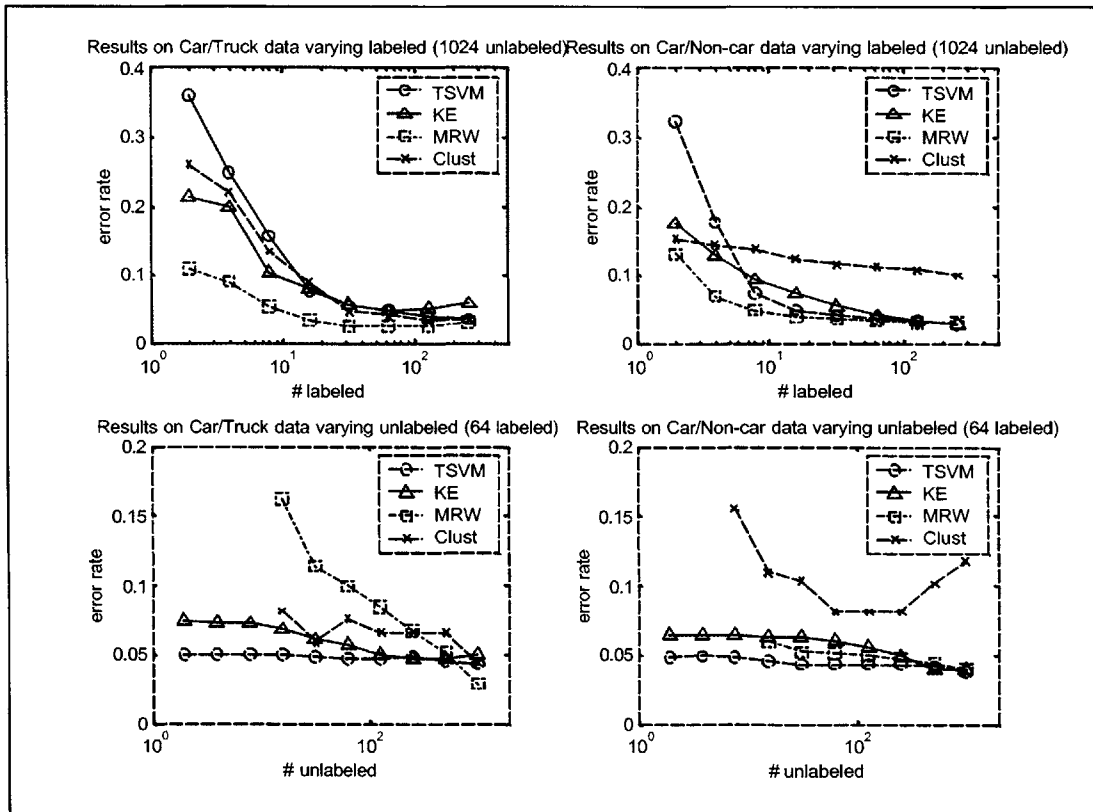 Results on Car/Truck data varying labeled (1024 unlabeled)
0.4
0.3
0.2
0.1
0
error rate
TSVM
KE
MRW
Clust
10^0
10^1
10^2
# labeled
Results on Car/Non-car data varying labeled (1024 unlabeled)
0.4
0.3
0.2
0.1
0
error rate
TSVM
KE
MRW
Clust
10^0
10^1
10^2
# labeled
Results on Car/Truck data varying unlabeled (64 labeled)
0.2
0.15
0.1
0.05
0
error rate
TSVM
KE
MRW
Clust
10^0
10^2
# unlabeled
Results on Car/Non-car data varying unlabeled (64 labeled)
0.2
0.15
0.1
0.05
0
error rate
TSVM
KE
MRW
Clust
10^0
10^2
# unlabeled